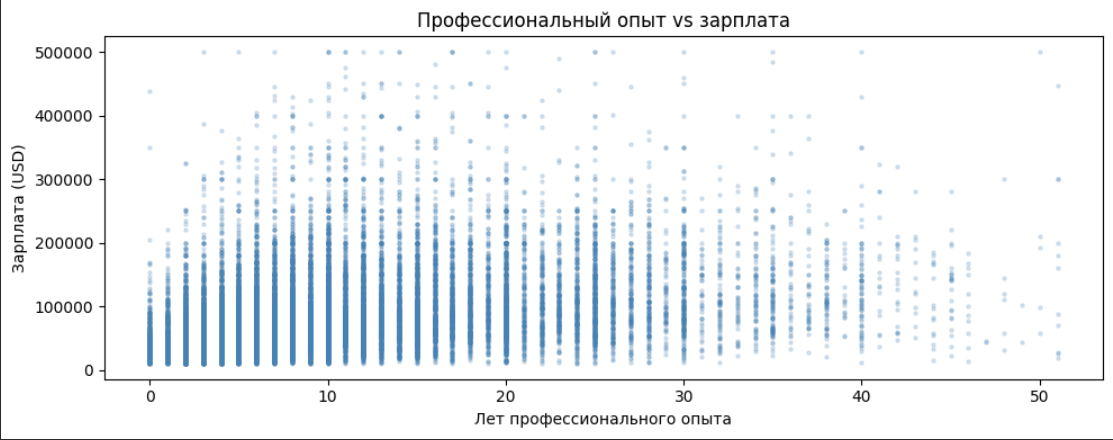 Профессиональный опыт vs зарплата
500000
400000
300000
200000
100000
0
Зарплата (USD)
0 10 20 30 40 50
Лет профессионального опыта